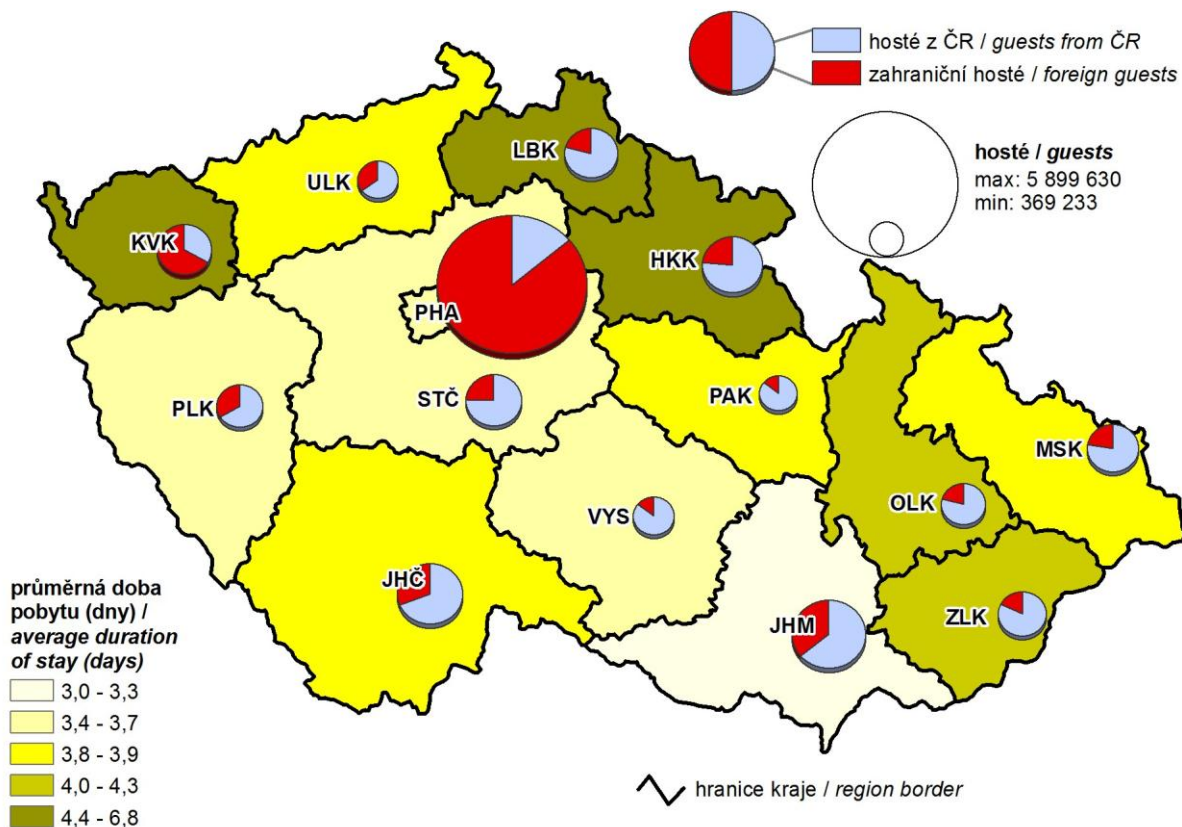 hosté z ČR / guests from ČR
zahraniční hosté / foreign guests
hosté / guests
max: 5 899 630
min: 369 233
LBK
ULK
KVK
HKK
PHA
STČ
PAK
PLK
MSK
OLK
VYS
JHČ
JHM
ZLK
průměrná doba
pobytu (dny) /
average duration
of stay (days)
3,0 - 3,3
3,4 - 3,7
3,8 - 3,9
4,0 - 4,3
4,4 - 6,8
hranice kraje / region border